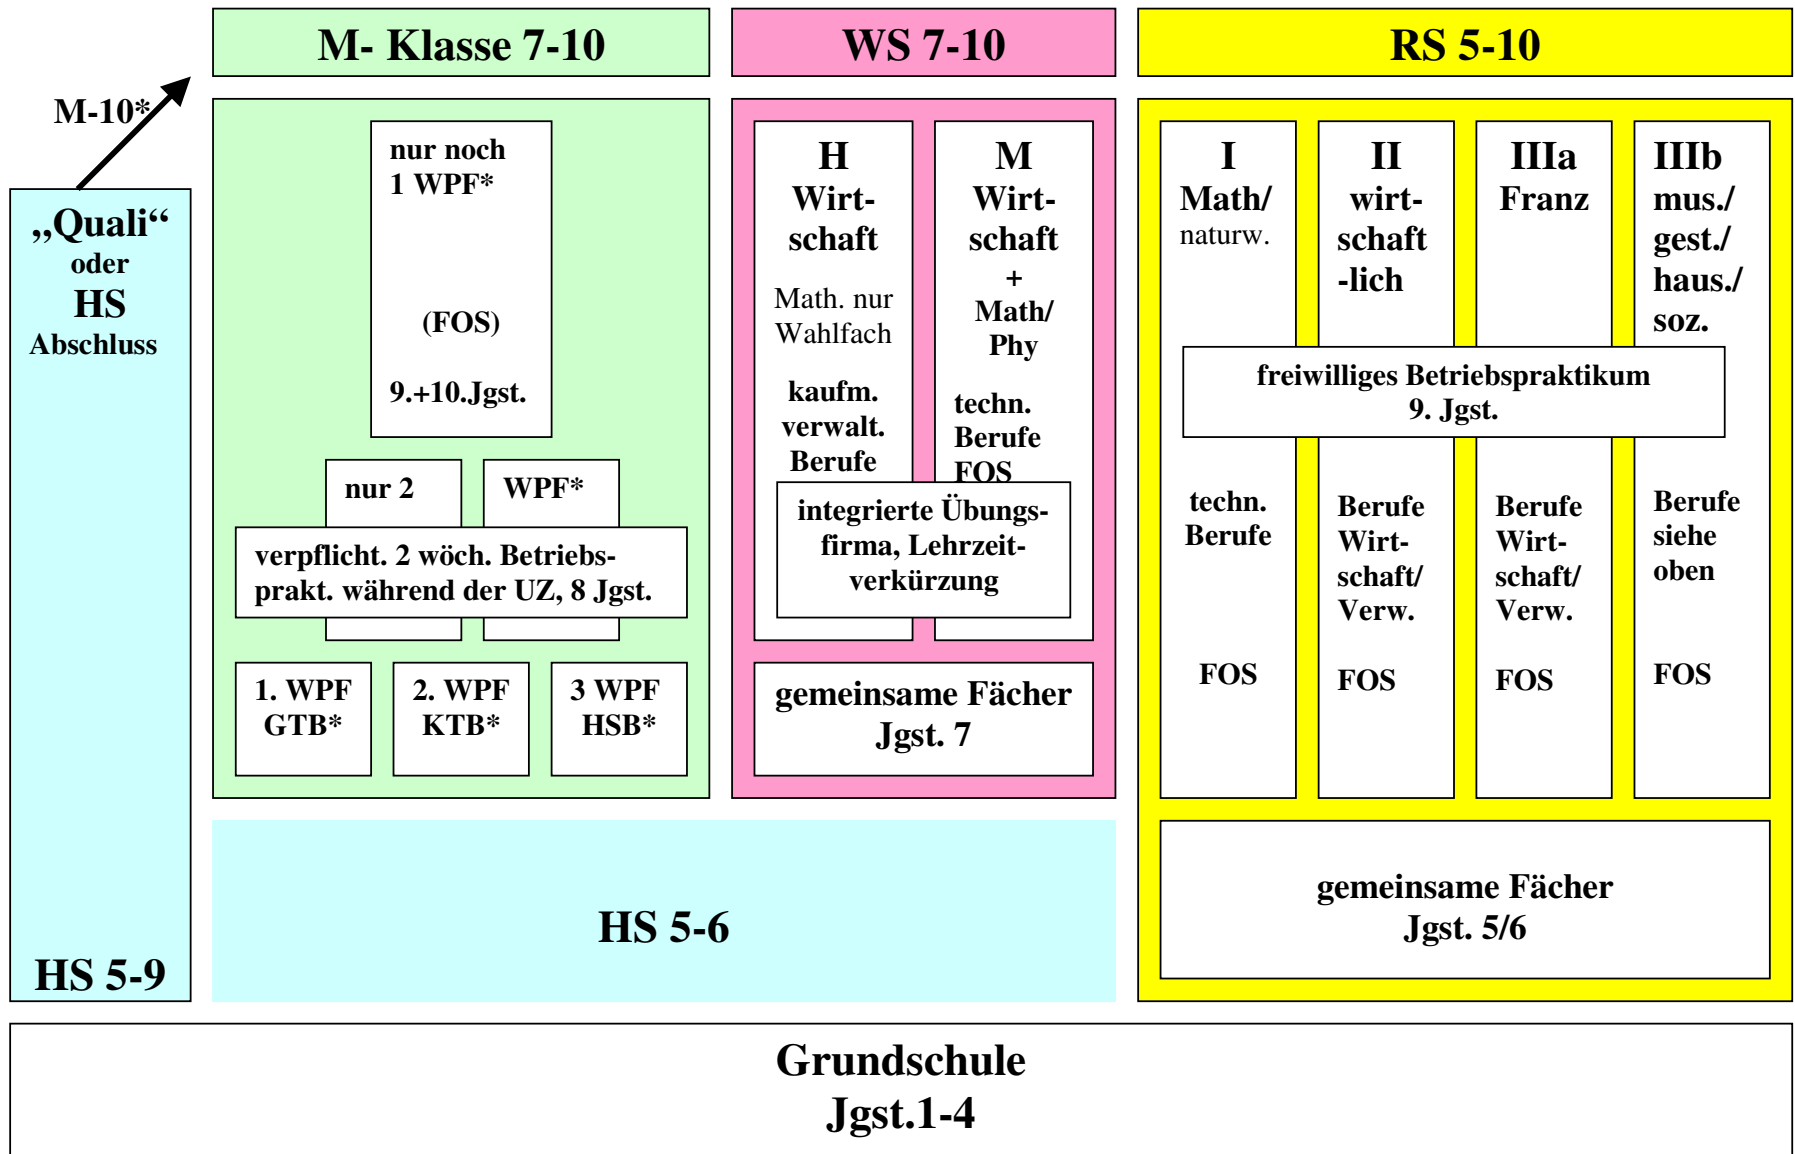 M- Klasse 7-10
WS 7-10
RS 5-10
M-10*
„Quali“
oder
HS
Abschluss
HS 5-9
nur noch
1 WPF*
(FOS)
9.+10.Jgst.
nur 2
WPF*
verpflicht. 2 wöch. Betriebs-
prakt. während der UZ, 8 Jgst.
1. WPF
GTB*
2. WPF
KTB*
3 WPF
HSB*
H
Wirt-
schaft
Math. nur
Wahlfach
kaufm.
verwalt.
Berufe
M
Wirt-
schaft
+
Math/
Phy
techn.
Berufe
FOS
integrierte Übungs-
firma, Lehrzeit-
verkürzung
gemeinsame Fächer
Jgst. 7
HS 5-6
I
Math/
naturw.
II
wirt-
schaft
-lich
IIIa
Franz
IIIb
mus./
gest./
haus./
soz.
freiwilliges Betriebspraktikum
9. Jgst.
techn.
Berufe
FOS
Berufe
Wirt-
schaft/
Verw.
FOS
Berufe
Wirt-
schaft/
Verw.
FOS
Berufe
siehe
oben
FOS
gemeinsame Fächer
Jgst. 5/6
Grundschule
Jgst.1-4